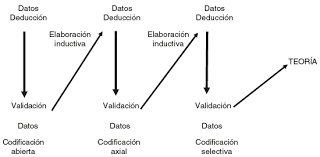 Datos
Deducción
Datos
Deducción
Datos
Deducción
Elaboración
inductiva
Elaboración
inductiva
TEORÍA
Validación
Validación
Validación
Datos
Datos
Datos
Codificación
abierta
Codificación
axial
Codificación
selectiva